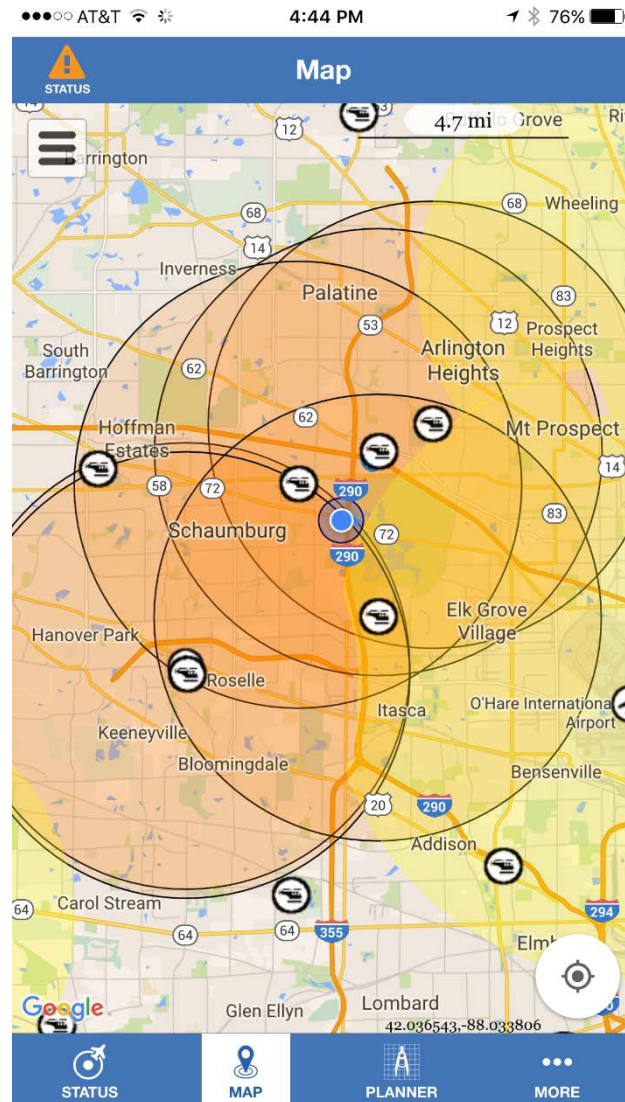 AT&T 4:44 PM 76%
STATUS
Map
14
12
4.7 mi
Grove
Barrington
68
68
Wheeling
14
Inverness
Palatine
83
53
12
Prospect
Heights
South
Barrington
62
Arlington
Heights
62
Hoffman
Estates
Mt Prospect
14
58
72
290
83
Schaumburg
72
290
Elk Grove
Village
Hanover Park
Roselle
Itasca
O'Hare Internationa
Airport
Keeneyville
Bloomingdale
Bensenville
20
290
Addison
Carol Stream
64
294
64
64
355
Elm
Google
Glen Ellyn
Lombard
42.036543,-88.033806
STATUS
MAP
PLANNER
MORE